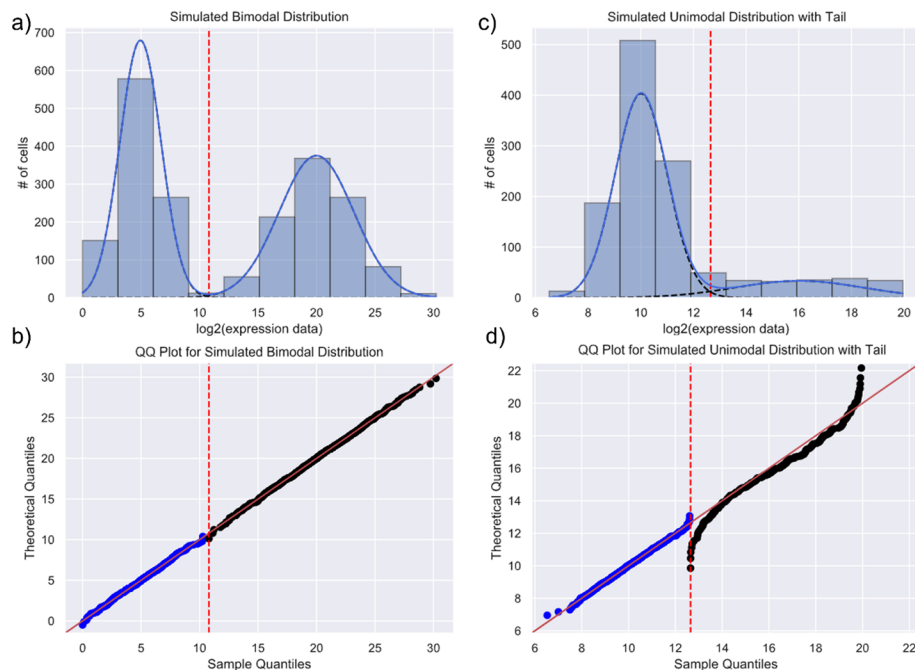 a)
Simulated Bimodal Distribution
700
600
500
400
300
200
100
0
# of cells
0 5 10 15 20 25 30
log2(expression data)
c)
Simulated Unimodal Distribution with Tail
500
400
300
200
100
0
# of cells
6 8 10 12 14 16 18 20
log2(expression data)
b)
QQ Plot for Simulated Bimodal Distribution
30
25
20
15
10
5
0
Theoretical Quantiles
0 5 10 15 20 25 30
Sample Quantiles
d)
QQ Plot for Simulated Unimodal Distribution with Tail
22
20
18
16
14
12
10
8
6
Theoretical Quantiles
6 8 10 12 14 16 18 20 22
Sample Quantiles